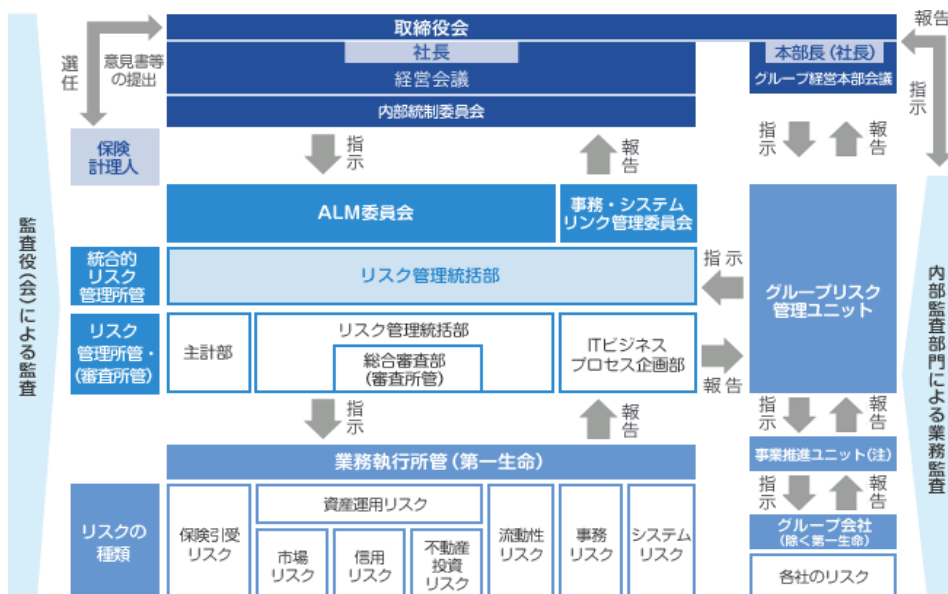 取締役会
報告
社長
経営会議
内部統制委員会
本部長（社長）
グループ経営本部会議
選任
意見書等
の提出
指示
保険
計理人
指示
報告
指示
報告
ALM委員会
事務・システム
リンク管理委員会
監査役（会）による監査
統合的
リスク
管理所管
リスク管理統括部
指示
グループリスク
管理ユニット
内部監査部門による業務監査
リスク
管理所管・
（審査所管）
主計部
リスク管理統括部
総合審査部
（審査所管）
ITビジネス
プロセス企画部
報告
指示
報告
指示
報告
業務執行所管（第一生命）
事業推進ユニット（注）
指示
報告
リスクの
種類
保険引受
リスク
資産運用リスク
市場
リスク
信用
リスク
不動産
投資
リスク
流動性
リスク
事務
リスク
システム
リスク
グループ会社
（除く第一生命）
各社のリスク